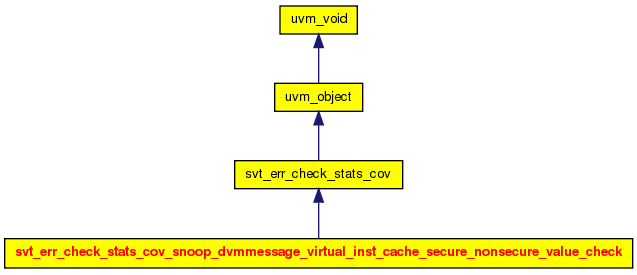 uvm_void
uvm_object
svt_err_check_stats_cov
svt_err_check_stats_cov_snoop_dvmmessage_virtual_inst_cache_secure_nonsecure_value_check